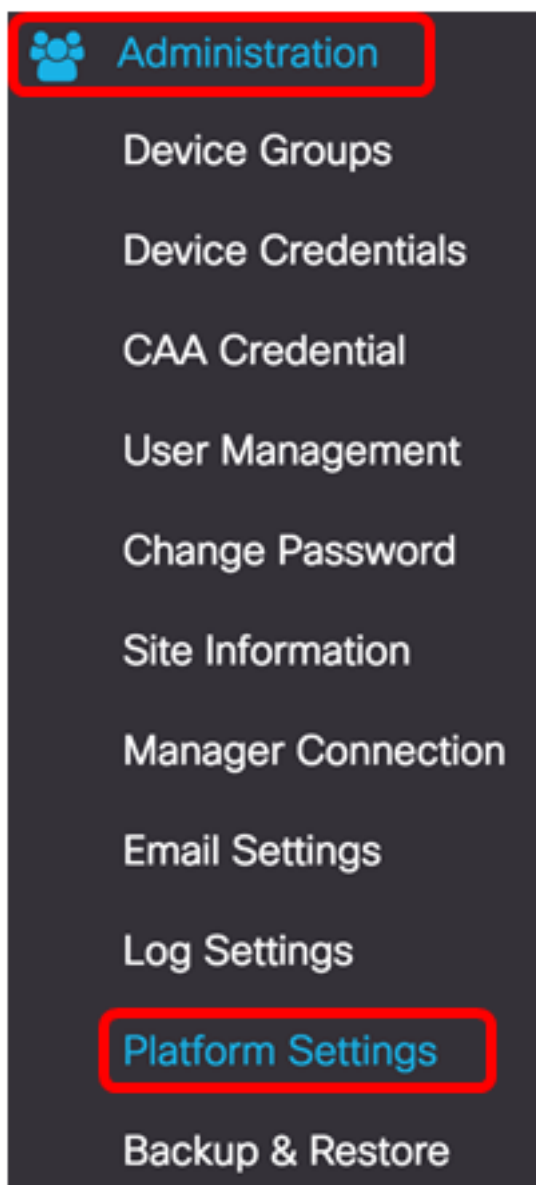 Administration
Device Groups
Device Credentials
CAA Credential
User Management
Change Password
Site Information
Manager Connection
Email Settings
Log Settings
Platform Settings
Backup & Restore